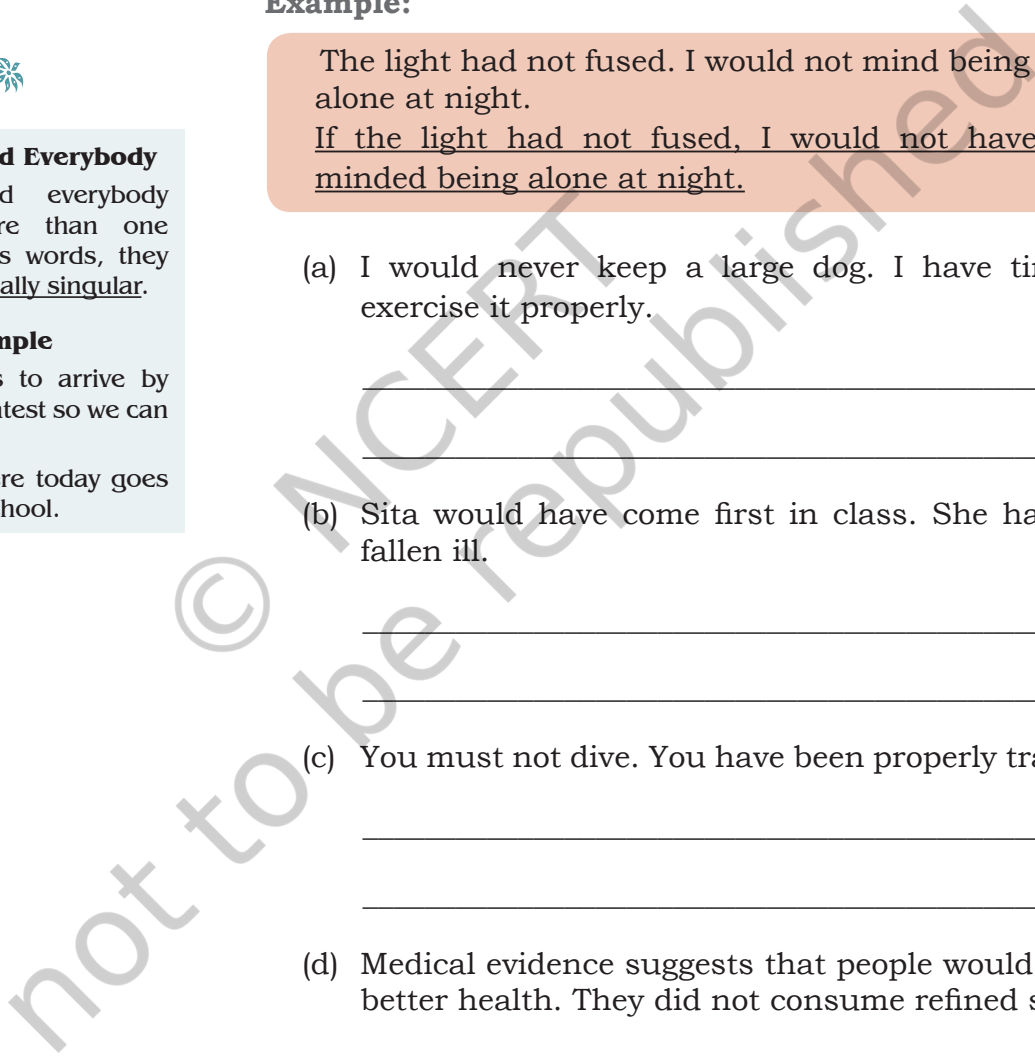 Example:
The light had not fused. I would not mind being
alone at night.
If the light had not fused, I would not have
minded being alone at night.
d Everybody
d everybody
re than one
s words, they
ally singular.
mple
s to arrive by
ntest so we can
re today goes
hool.
(a) I would never keep a large dog. I have
exercise it properly.
(b) Sita would have come first in class. She
fallen ill.
(c) You must not dive. You have been properly
(d) Medical evidence suggests that people would
better health. They did not consume refined
© NCERT
not to be republished